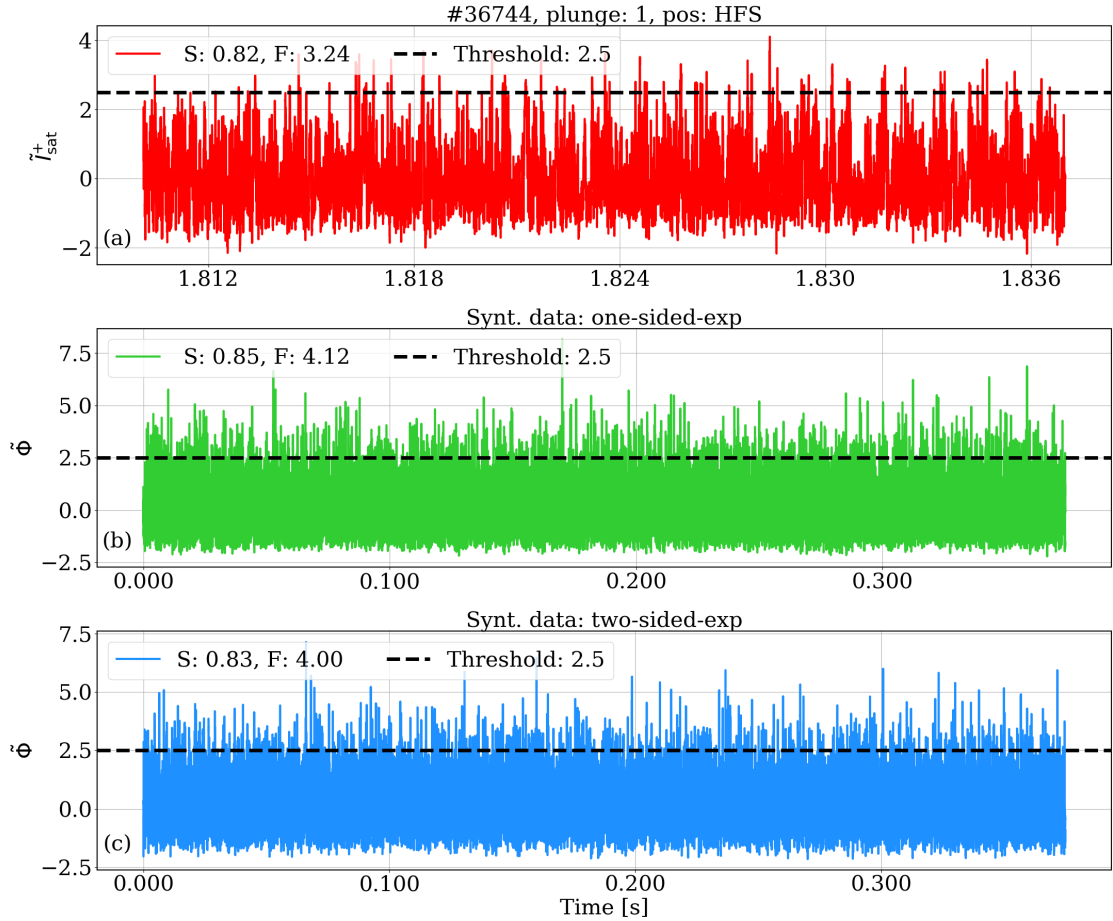 #36744, plunge: 1, pos: HFS
S: 0.82, F: 3.24 Threshold: 2.5
4
2
0
−2
Ĩ⁺sat
(a)
1.812 1.818 1.824 1.830 1.836
Synt. data: one-sided-exp
S: 0.85, F: 4.12 Threshold: 2.5
7.5
5.0
2.5
0.0
−2.5
Φ̃
(b)
0.000 0.100 0.200 0.300
Synt. data: two-sided-exp
S: 0.83, F: 4.00 Threshold: 2.5
7.5
5.0
2.5
0.0
−2.5
Φ̃
(c)
0.000 0.100 0.200 0.300
Time [s]